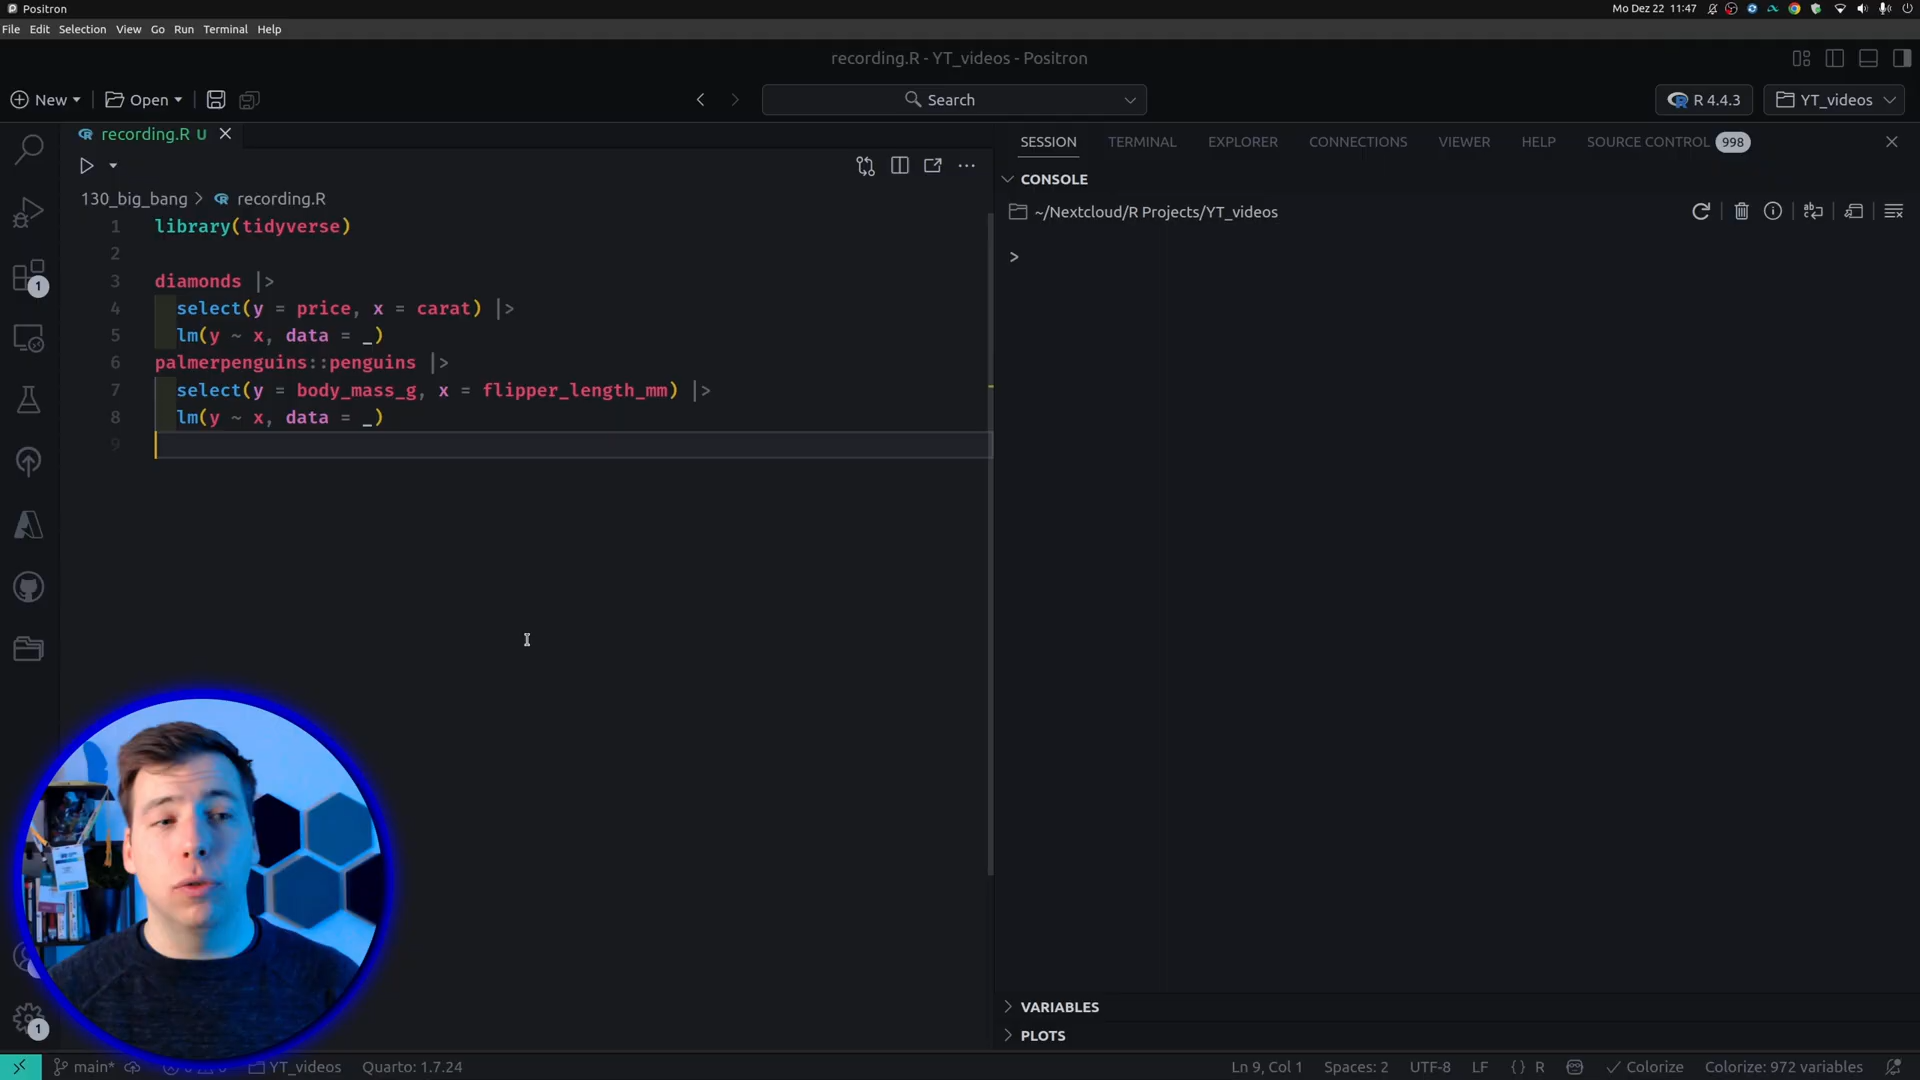 Positron
Mo Dez 22 11:47
File Edit Selection View Go Run Terminal Help
recording.R - YT_videos - Positron
New Open Search R 4.4.3 YT_videos
recording.R U
SESSION TERMINAL EXPLORER CONNECTIONS VIEWER HELP SOURCE CONTROL 998
130_big_bang > recording.R
CONSOLE
~/Nextcloud/R Projects/YT_videos
>
1 library(tidyverse)
2
3 diamonds |>
4 select(y = price, x = carat) |>
5 lm(y ~ x, data = _)
6 palmerpenguins::penguins |>
7 select(y = body_mass_g, x = flipper_length_mm) |>
8 lm(y ~ x, data = _)
9
1
1
VARIABLES
PLOTS
main* YT_videos Quarto: 1.7.24
Ln 9, Col 1 Spaces: 2 UTF-8 LF {} R Colorize Colorize: 972 variables